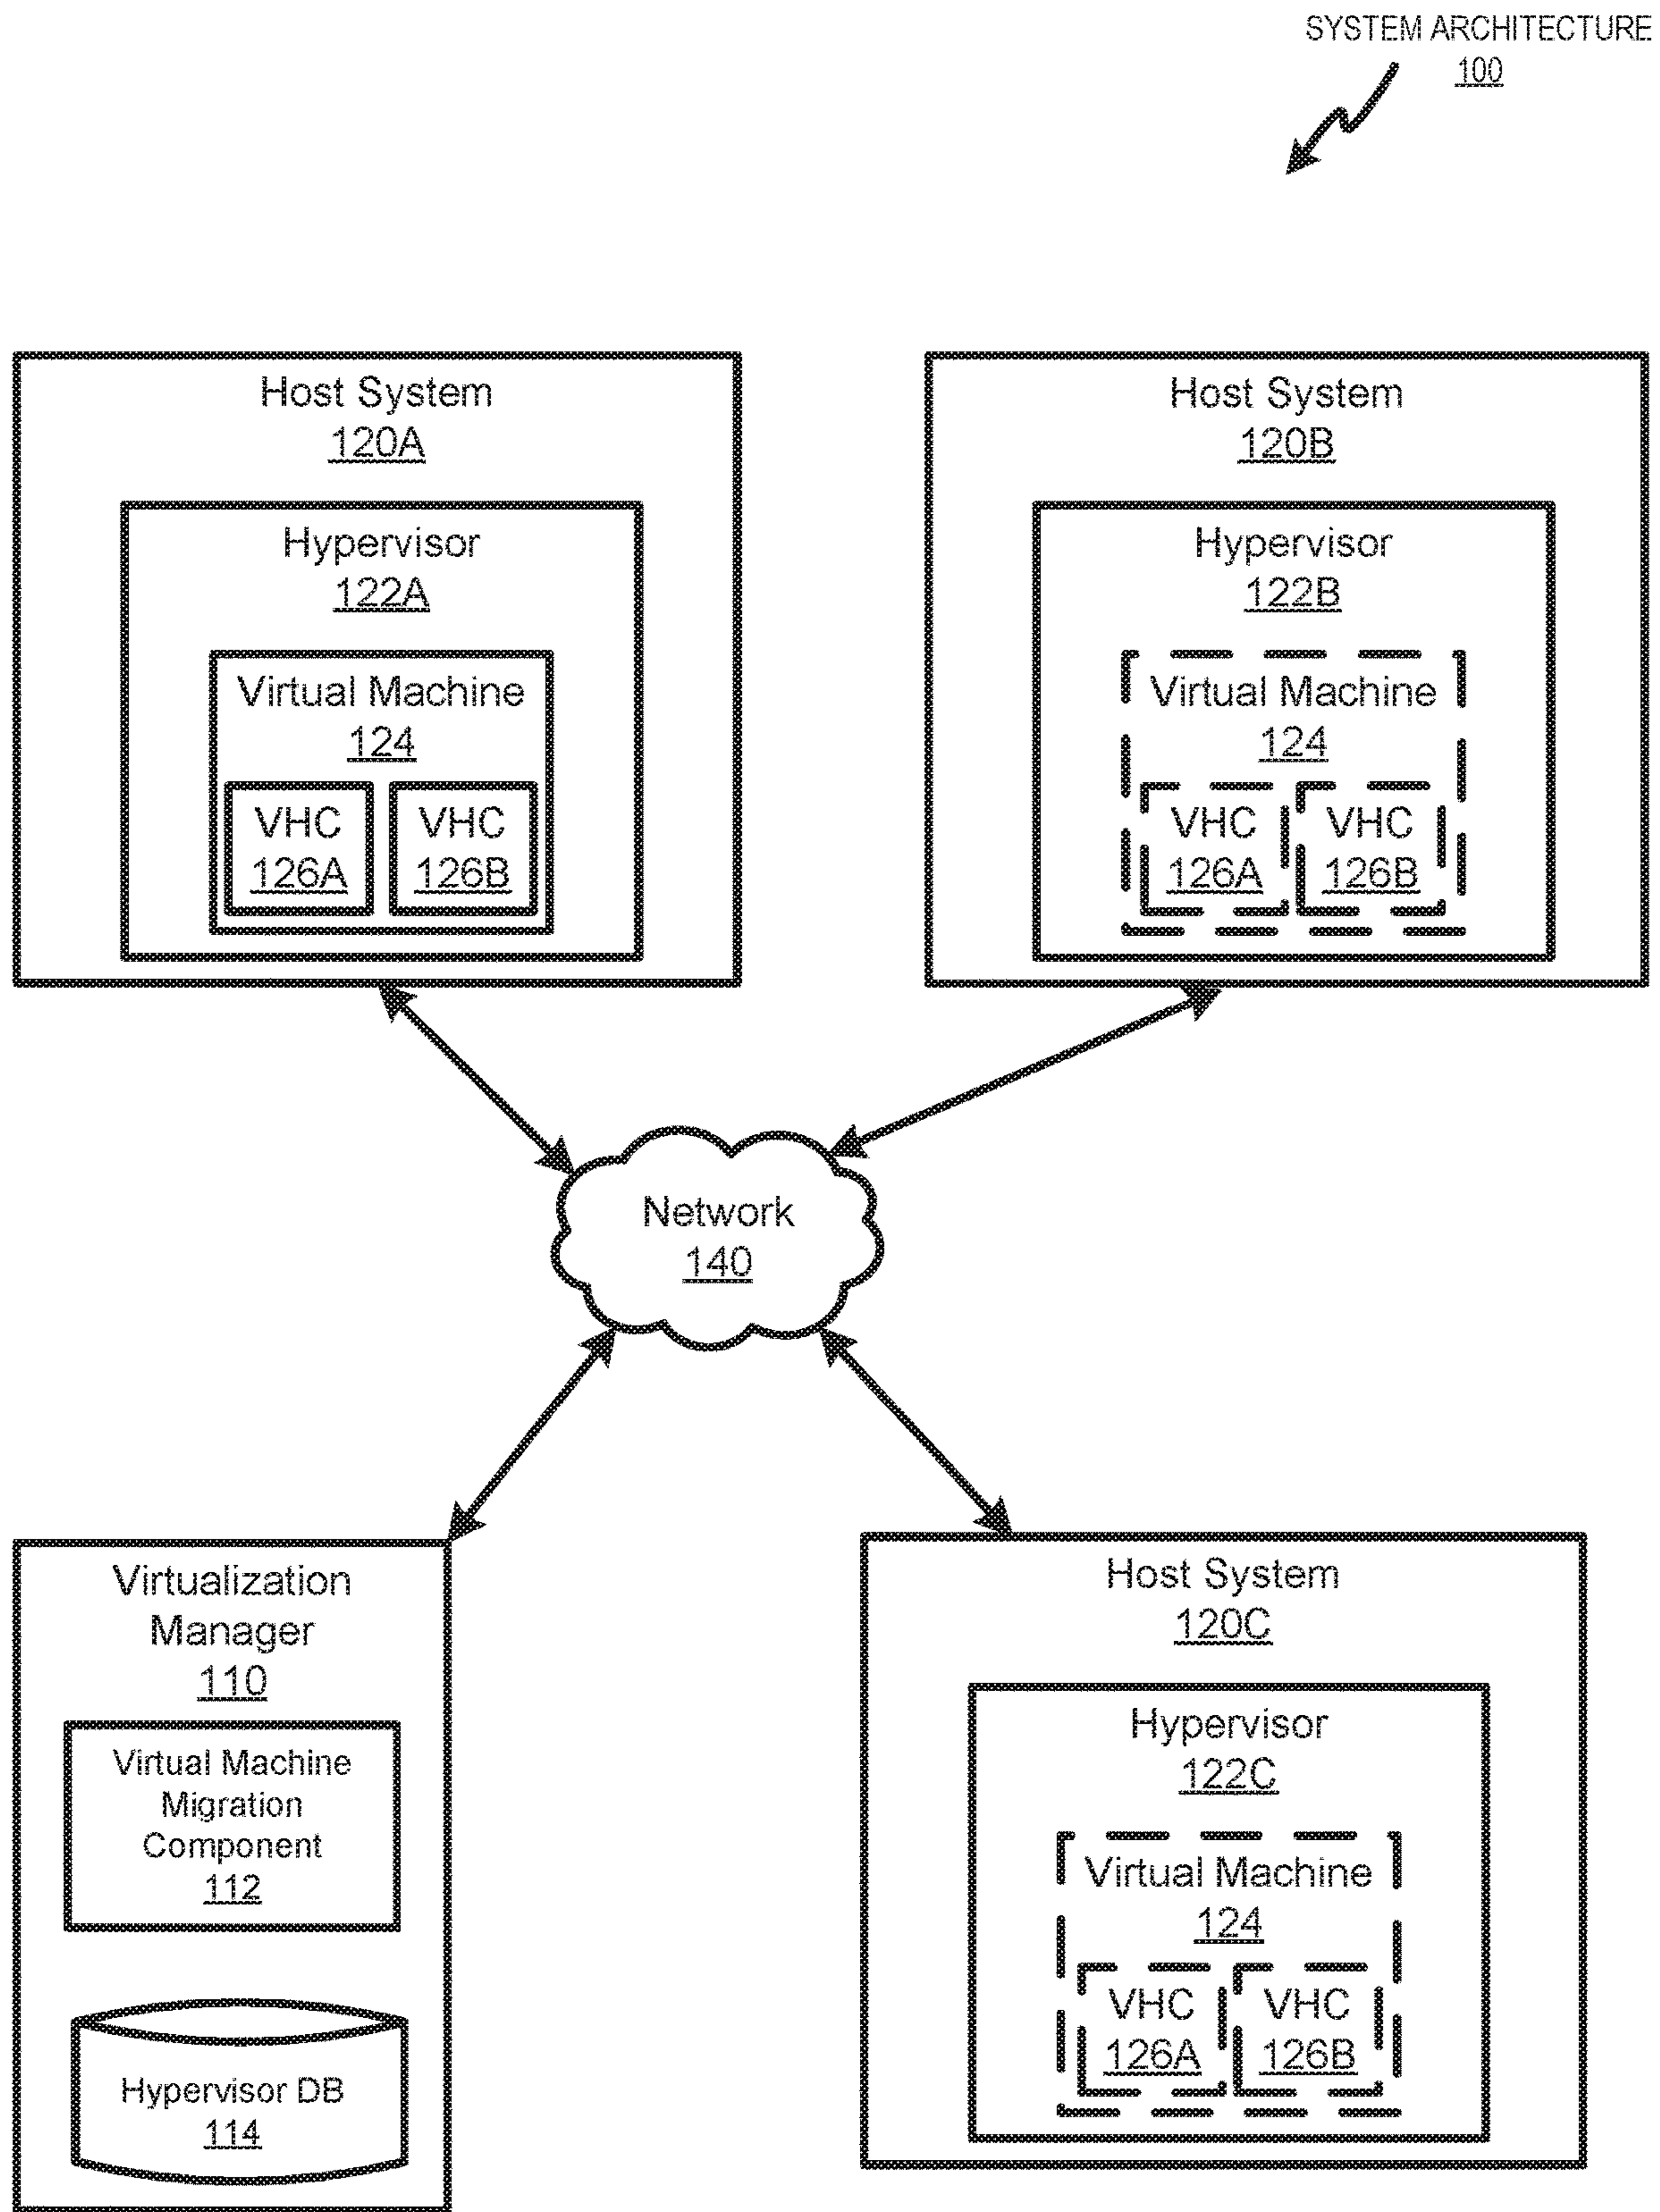 SYSTEM ARCHITECTURE
100
Host System
120A
Hypervisor
122A
Virtual Machine
124
VHC
126A
VHC
126B
Host System
120B
Hypervisor
122B
Virtual Machine
124
VHC
126A
VHC
126B
Network
140
Virtualization
Manager
110
Virtual Machine
Migration
Component
112
Hypervisor DB
114
Host System
120C
Hypervisor
122C
Virtual Machine
124
VHC
126A
VHC
126B